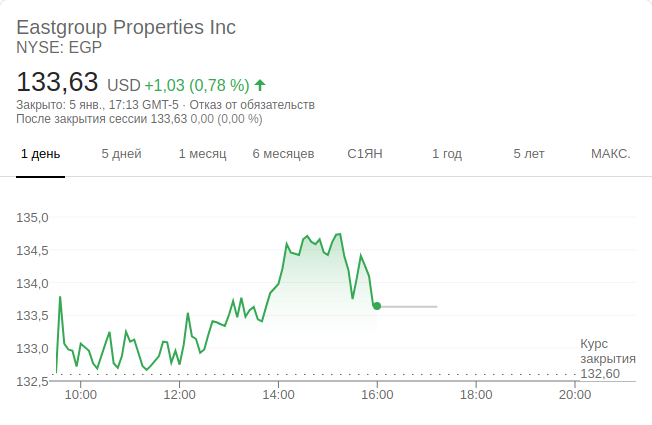 Eastgroup Properties Inc
NYSE: EGP
133,63 USD +1,03 (0,78 %)
Закрыто: 5 янв., 17:13 GMT-5 · Отказ от обязательств
После закрытия сессии 133,63 0,00 (0,00 %)
1 день 5 дней 1 месяц 6 месяцев С1ЯН 1 год 5 лет МАКС.
135,0
134,5
134,0
133,5
133,0
132,5
Курс
закрытия
132,60
10:00 12:00 14:00 16:00 18:00 20:00